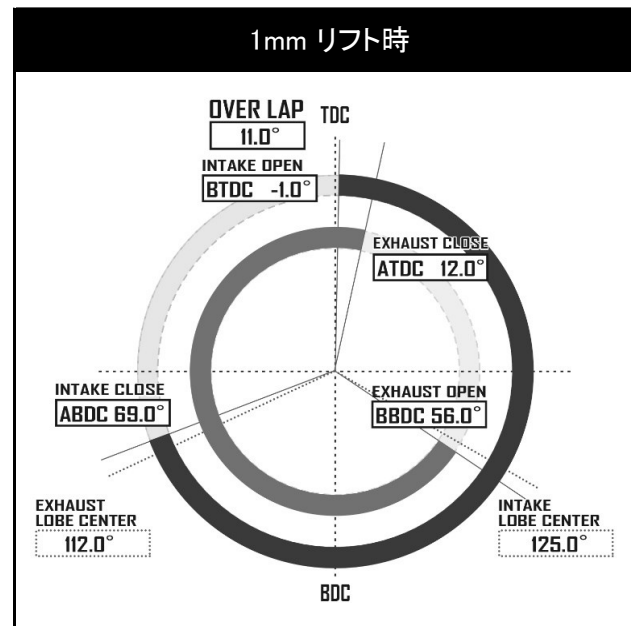 1mm リフト時
OVER LAP
11.0°
TDC
INTAKE OPEN
BTDC -1.0°
EXHAUST CLOSE
ATDC 12.0°
INTAKE CLOSE
ABDC 69.0°
EXHAUST OPEN
BBDC 56.0°
EXHAUST
LOBE CENTER
112.0°
INTAKE
LOBE CENTER
125.0°
BDC